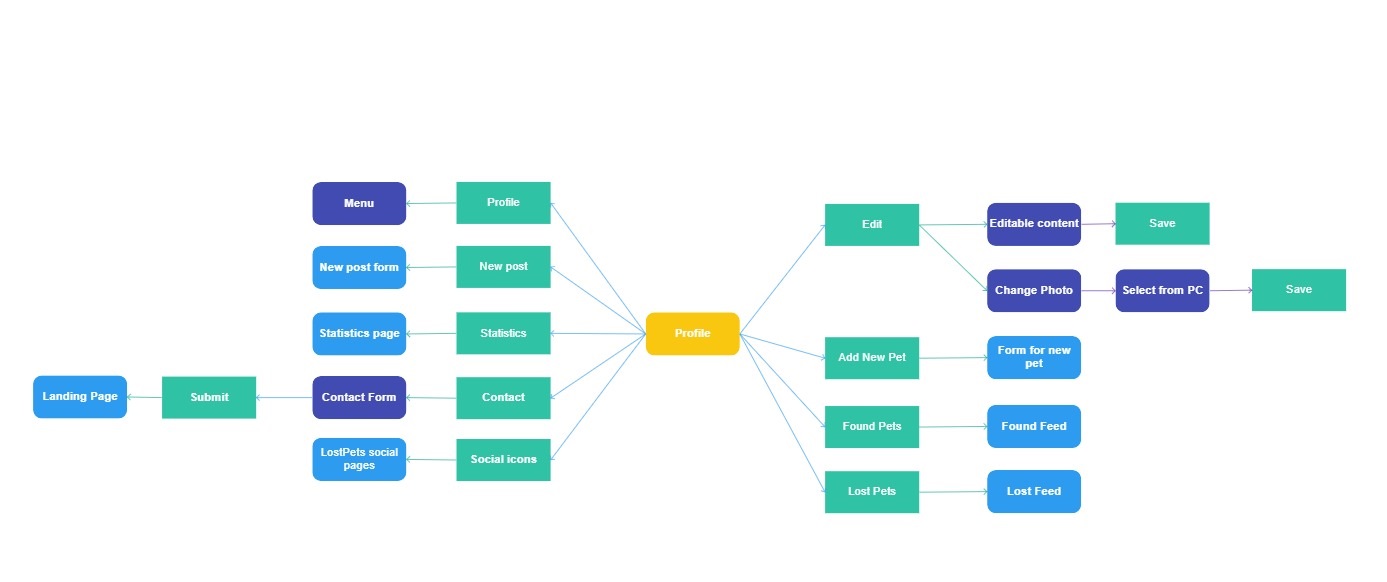 Menu
Profile
New post form
New post
Statistics page
Statistics
Landing Page
Submit
Contact Form
Contact
LostPets social
pages
Social icons
Profile
Edit
Editable content
Save
Change Photo
Select from PC
Save
Add New Pet
Form for new
pet
Found Pets
Found Feed
Lost Pets
Lost Feed